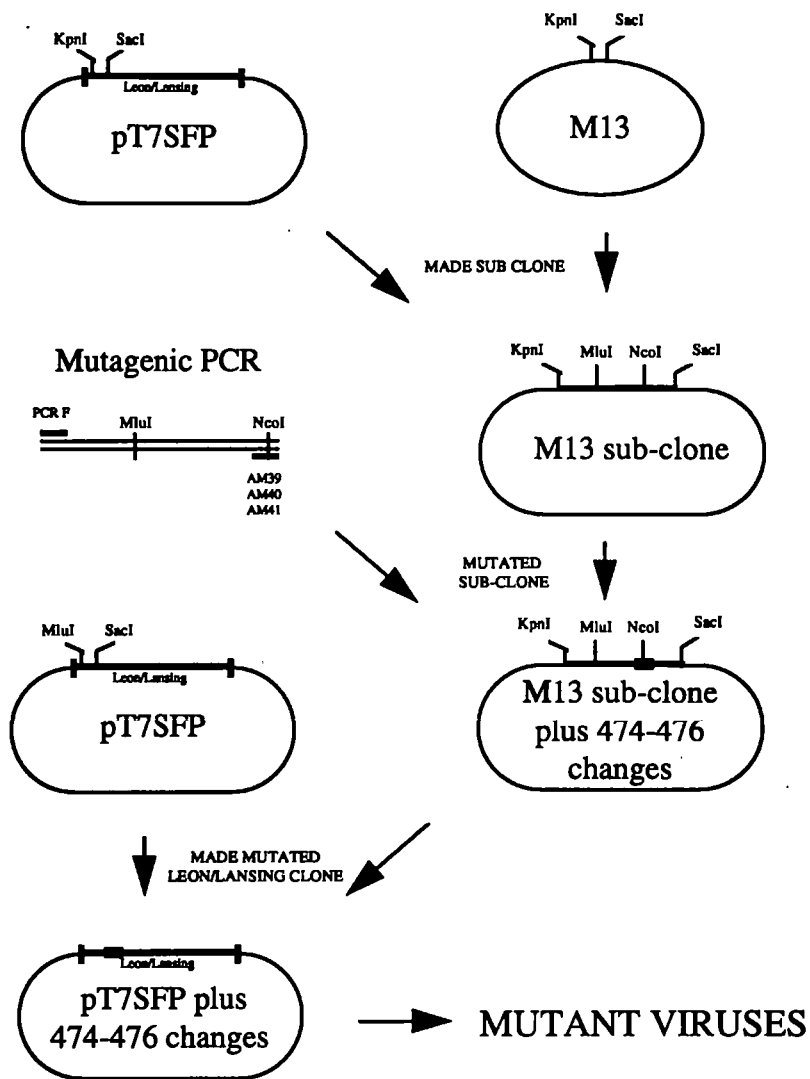 KpnI SacI
Leon/Lansing
pT7SFP
KpnI SacI
M13
MADE SUB CLONE
Mutagenic PCR
PCR F
MluI
NcoI
AM39
AM40
AM41
KpnI MluI NcoI SacI
M13 sub-clone
MUTATED
SUB-CLONE
MluI SacI
Leon/Lansing
pT7SFP
KpnI MluI NcoI SacI
M13 sub-clone
plus 474-476
changes
MADE MUTATED
LEON/LANSING CLONE
Leon/Lansing
pT7SFP plus
474-476 changes
MUTANT VIRUSES